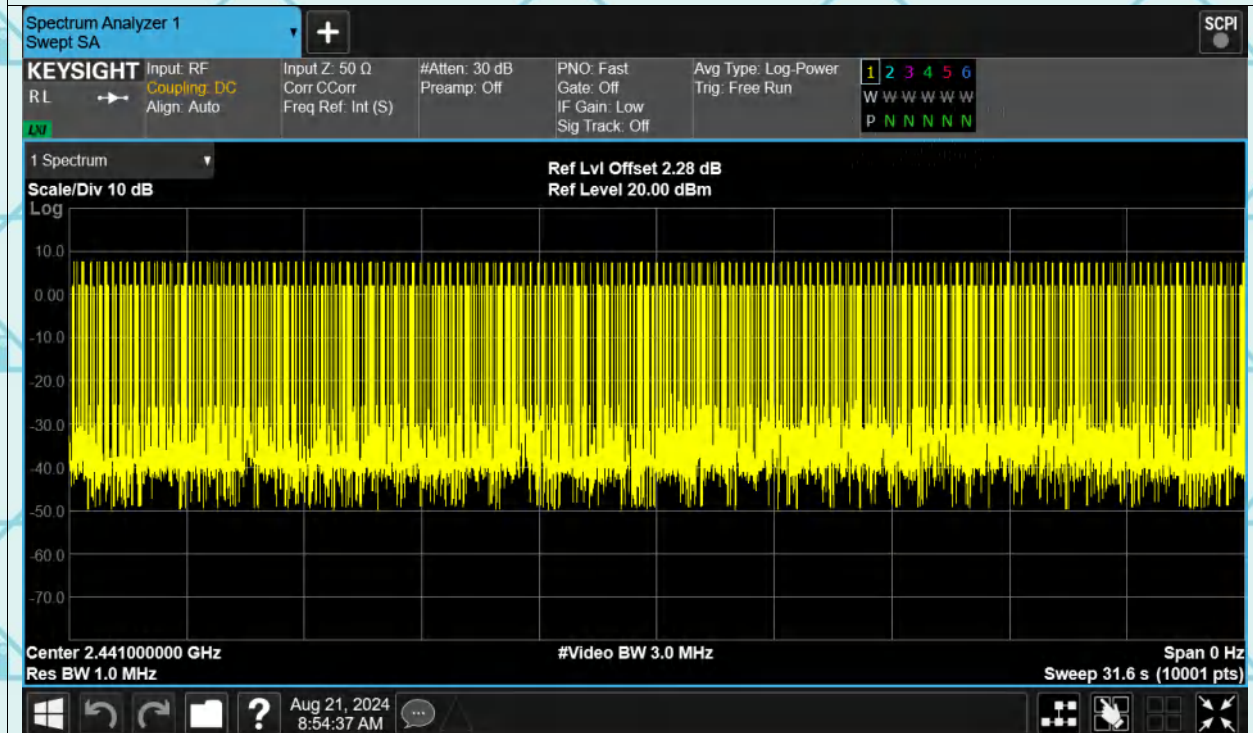 Spectrum Analyzer 1
Swept SA
+
SCPI
KEYSIGHT
RL
LXI
Input: RF
Coupling: DC
Align: Auto
Input Z: 50 Ω
Corr CCorr
Freq Ref: Int (S)
#Atten: 30 dB
Preamp: Off
PNO: Fast
Gate: Off
IF Gain: Low
Sig Track: Off
Avg Type: Log-Power
Trig: Free Run
1 2 3 4 5 6
W W W W W W
P N N N N N
1 Spectrum
Scale/Div 10 dB
Ref Lvl Offset 2.28 dB
Ref Level 20.00 dBm
Log
10.0
0.00
-10.0
-20.0
-30.0
-40.0
-50.0
-60.0
-70.0
Center 2.441000000 GHz
#Video BW 3.0 MHz
Span 0 Hz
Res BW 1.0 MHz
Sweep 31.6 s (10001 pts)
?
Aug 21, 2024
8:54:37 AM